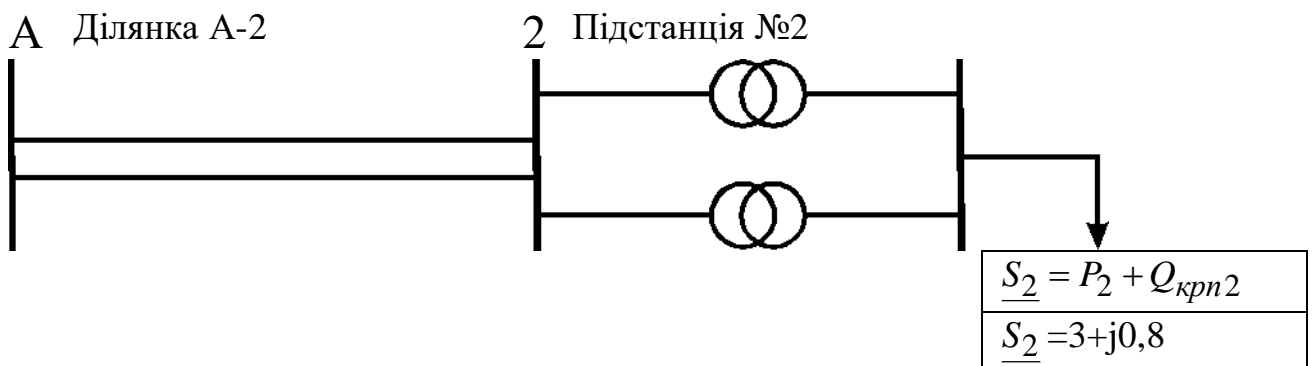 А Ділянка А-2 2 Підстанція №2
S₂ = P₂ + Qкрп2
S₂ =3+j0,8